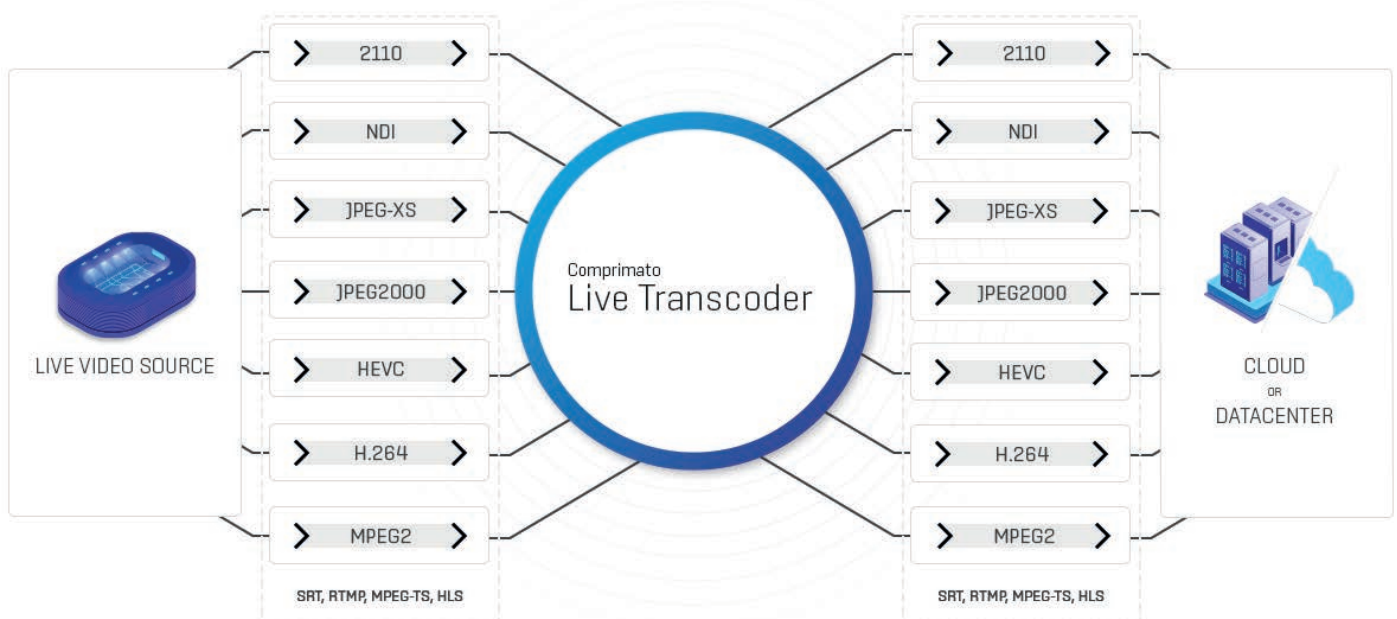 LIVE VIDEO SOURCE
2110
NDI
JPEG-XS
JPEG2000
HEVC
H.264
MPEG2
SRT, RTMP, MPEG-TS, HLS
Comprimato
Live Transcoder
2110
NDI
JPEG-XS
JPEG2000
HEVC
H.264
MPEG2
SRT, RTMP, MPEG-TS, HLS
CLOUD
OR
DATACENTER